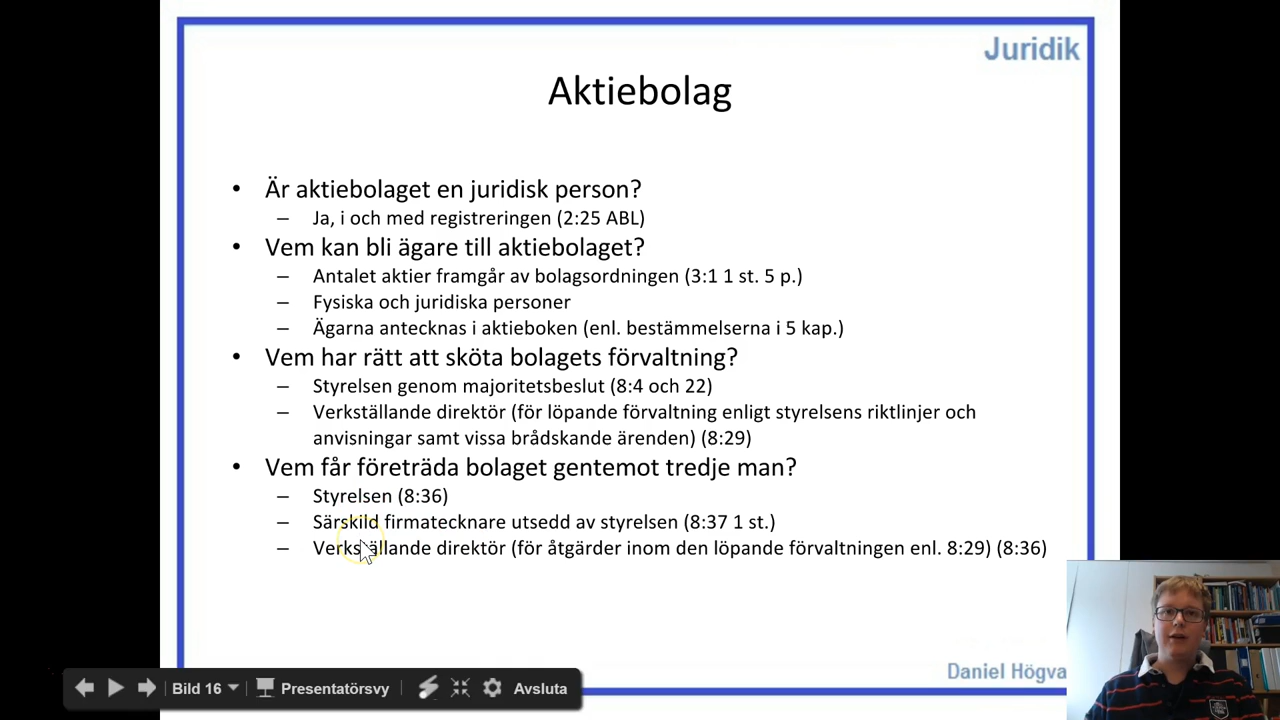 Juridik
Aktiebolag
• Är aktiebolaget en juridisk person?
– Ja, i och med registreringen (2:25 ABL)
• Vem kan bli ägare till aktiebolaget?
– Antalet aktier framgår av bolagsordningen (3:1 1 st. 5 p.)
– Fysiska och juridiska personer
– Ägarna antecknas i aktieboken (enl. bestämmelserna i 5 kap.)
• Vem har rätt att sköta bolagets förvaltning?
– Styrelsen genom majoritetsbeslut (8:4 och 22)
– Verkställande direktör (för löpande förvaltning enligt styrelsens riktlinjer och
anvisningar samt vissa brådskande ärenden) (8:29)
• Vem får företräda bolaget gentemot tredje man?
– Styrelsen (8:36)
– Särskild firmatecknare utsedd av styrelsen (8:37 1 st.)
– Verkställande direktör (för åtgärder inom den löpande förvaltningen enl. 8:29) (8:36)
Daniel Högva
Bild 16 Presentatörsvy Avsluta